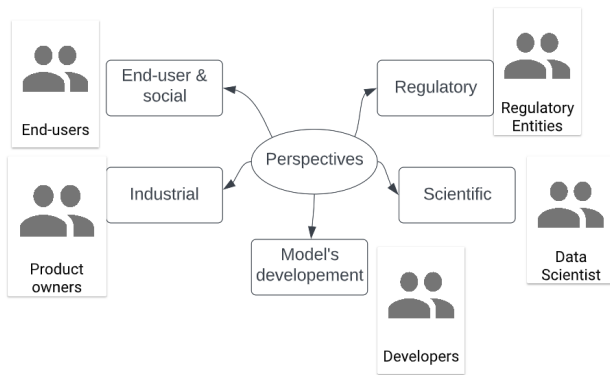 End-user &
social
End-users
Regulatory
Regulatory
Entities
Perspectives
Industrial
Product
owners
Scientific
Data
Scientist
Model's
developement
Developers